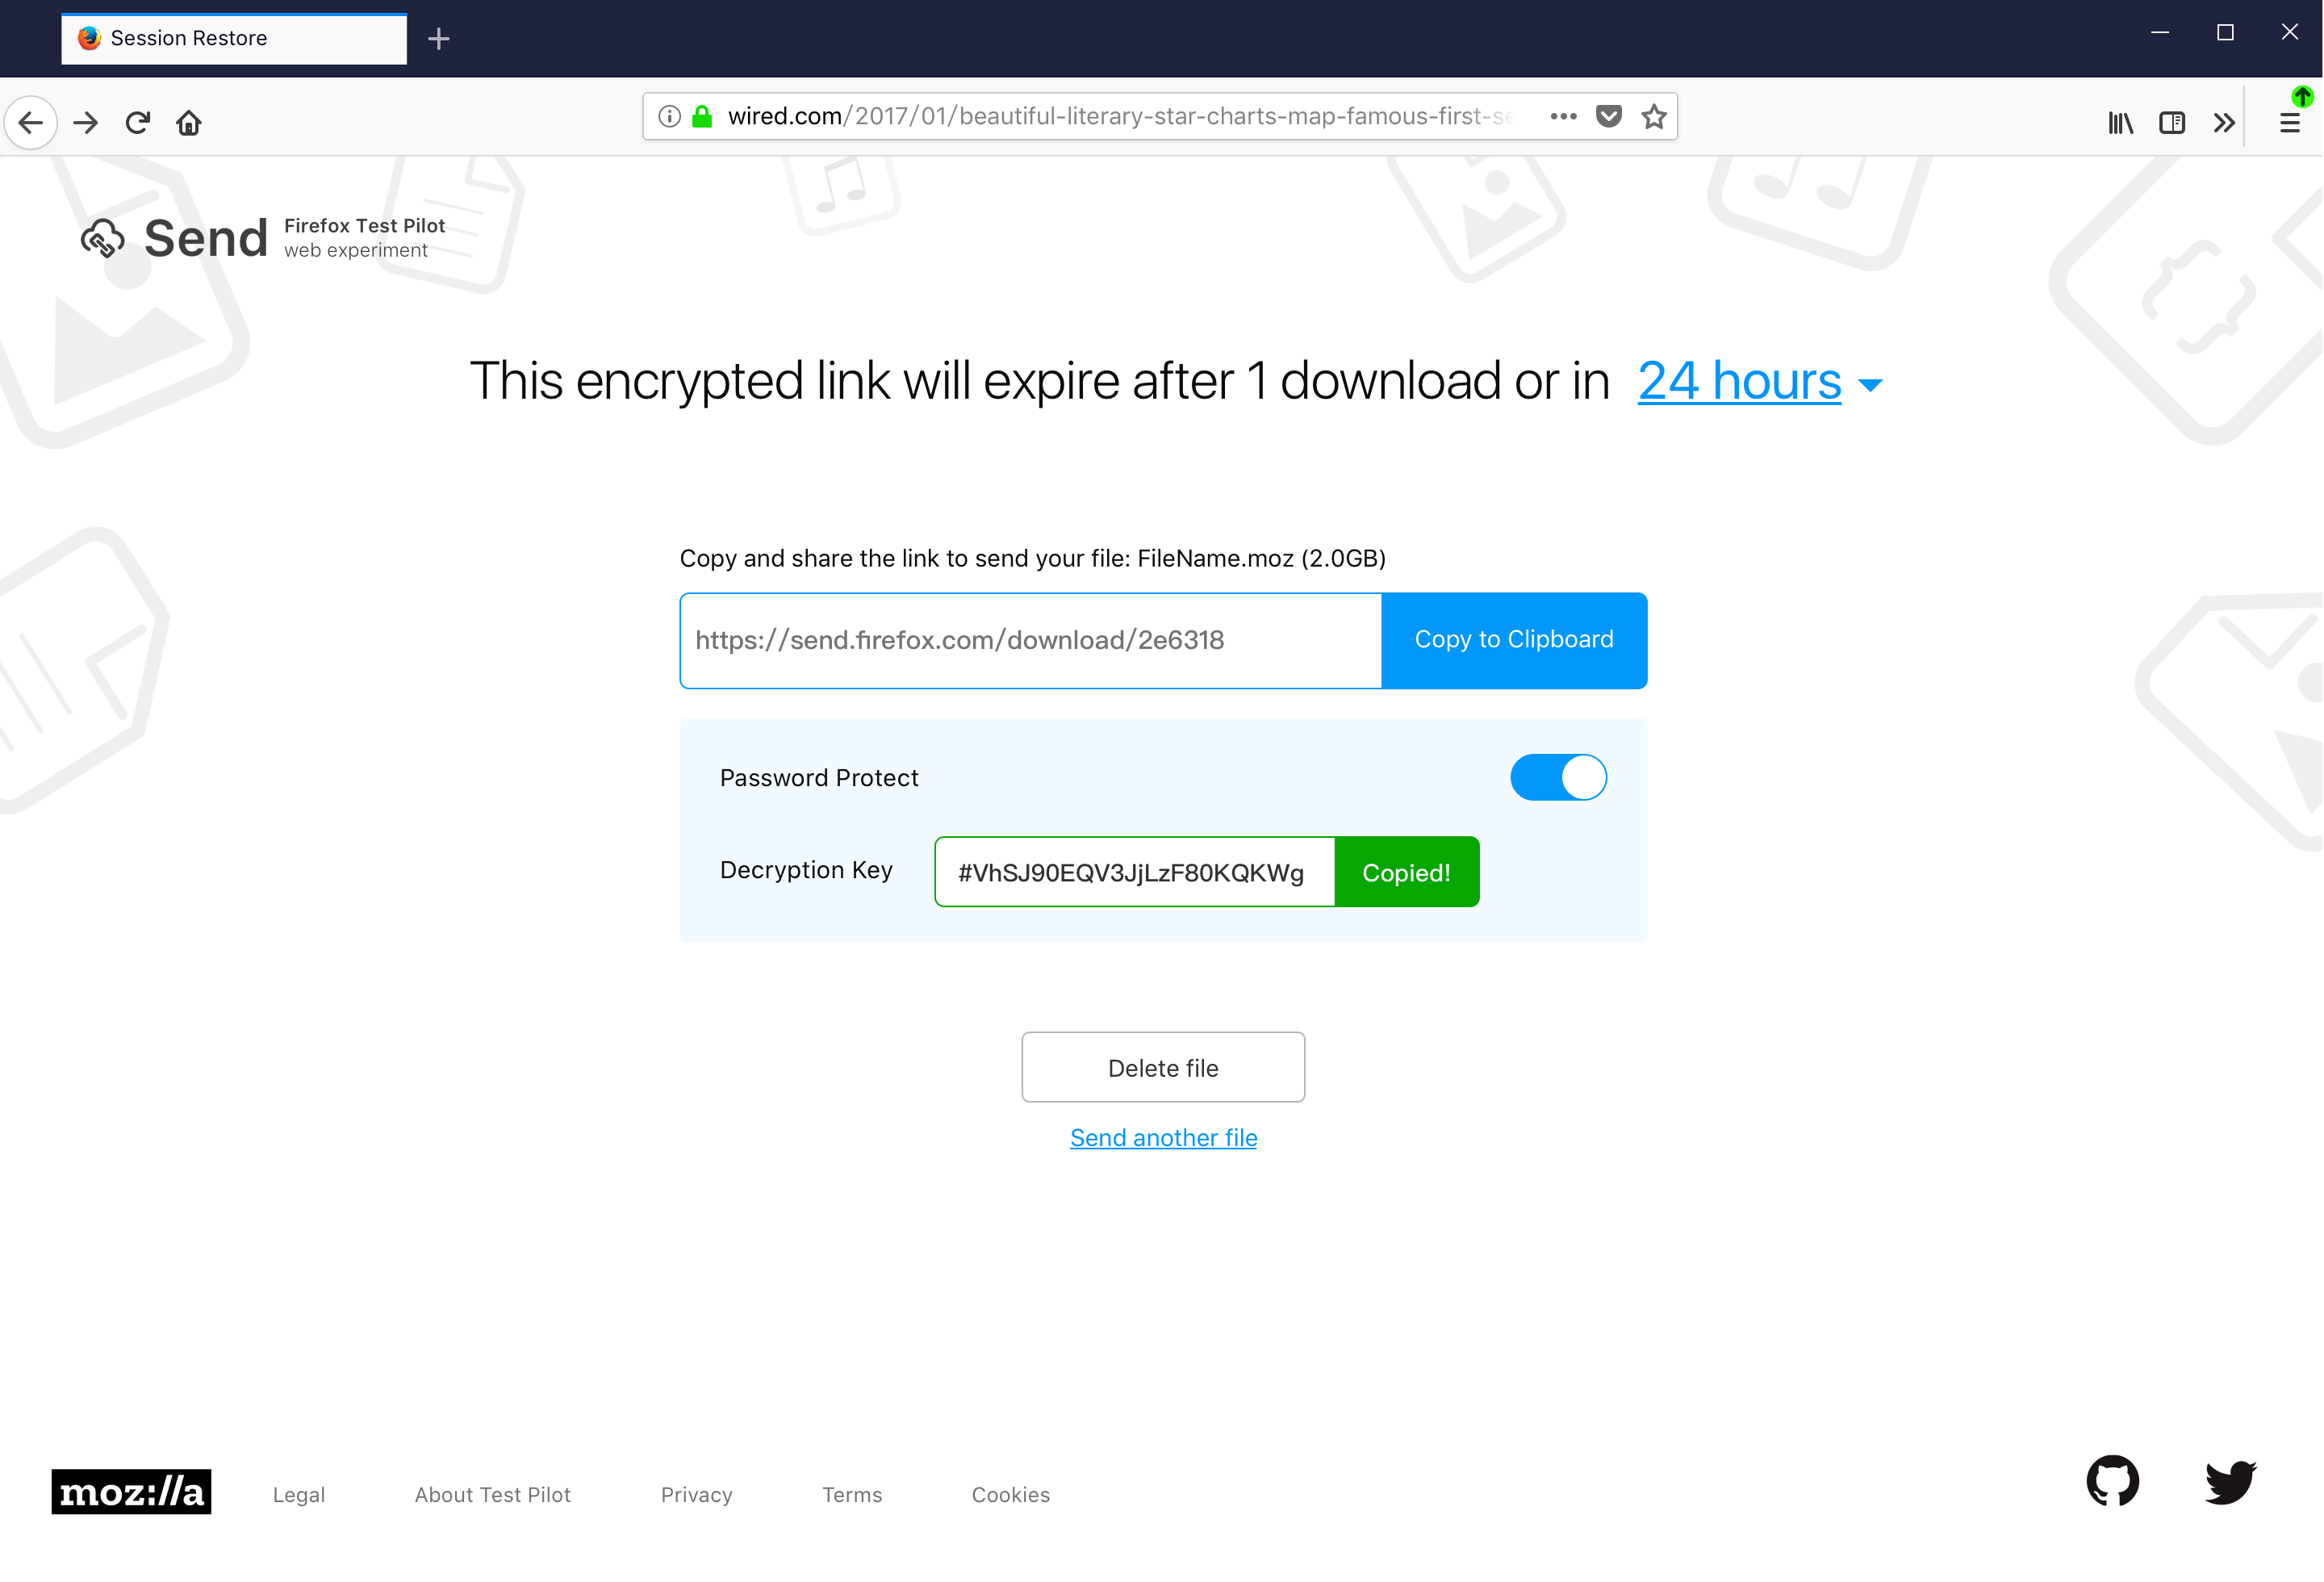 Session Restore
wired.com/2017/01/beautiful-literary-star-charts-map-famous-first-se
Send
Firefox Test Pilot
web experiment
This encrypted link will expire after 1 download or in 24 hours
Copy and share the link to send your file: FileName.moz (2.0GB)
https://send.firefox.com/download/2e6318 Copy to Clipboard
Password Protect
Decryption Key #VhSJ90EQV3JjLzF80KQKWg Copied!
Delete file
Send another file
moz://a Legal About Test Pilot Privacy Terms Cookies